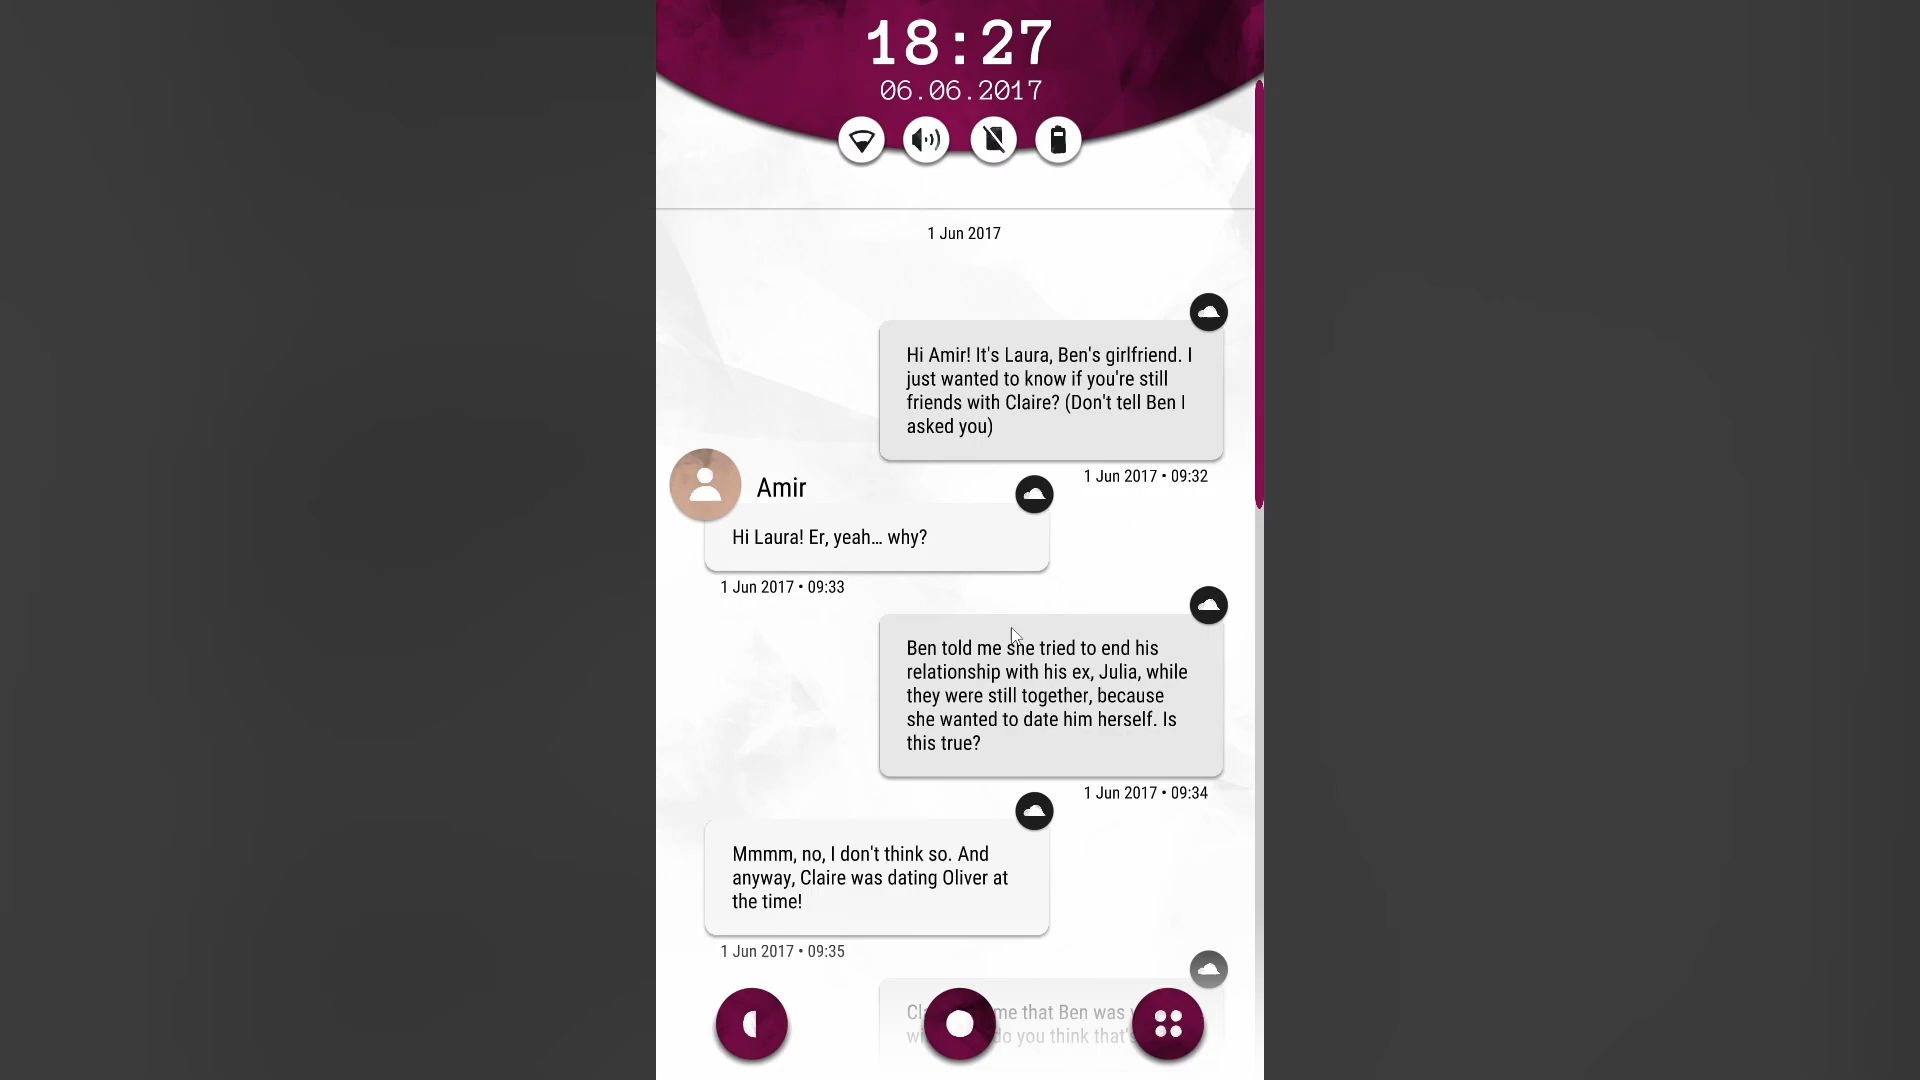 18:27
06.06.2017
1 Jun 2017
Hi Amir! It's Laura, Ben's girlfriend. I
just wanted to know if you're still
friends with Claire? (Don't tell Ben I
asked you)
1 Jun 2017 • 09:32
Amir
Hi Laura! Er, yeah... why?
1 Jun 2017 • 09:33
Ben told me she tried to end his
relationship with his ex, Julia, while
they were still together, because
she wanted to date him herself. Is
this true?
1 Jun 2017 • 09:34
Mmmm, no, I don't think so. And
anyway, Claire was dating Oliver at
the time!
1 Jun 2017 • 09:35
me that Ben was
do you think that's